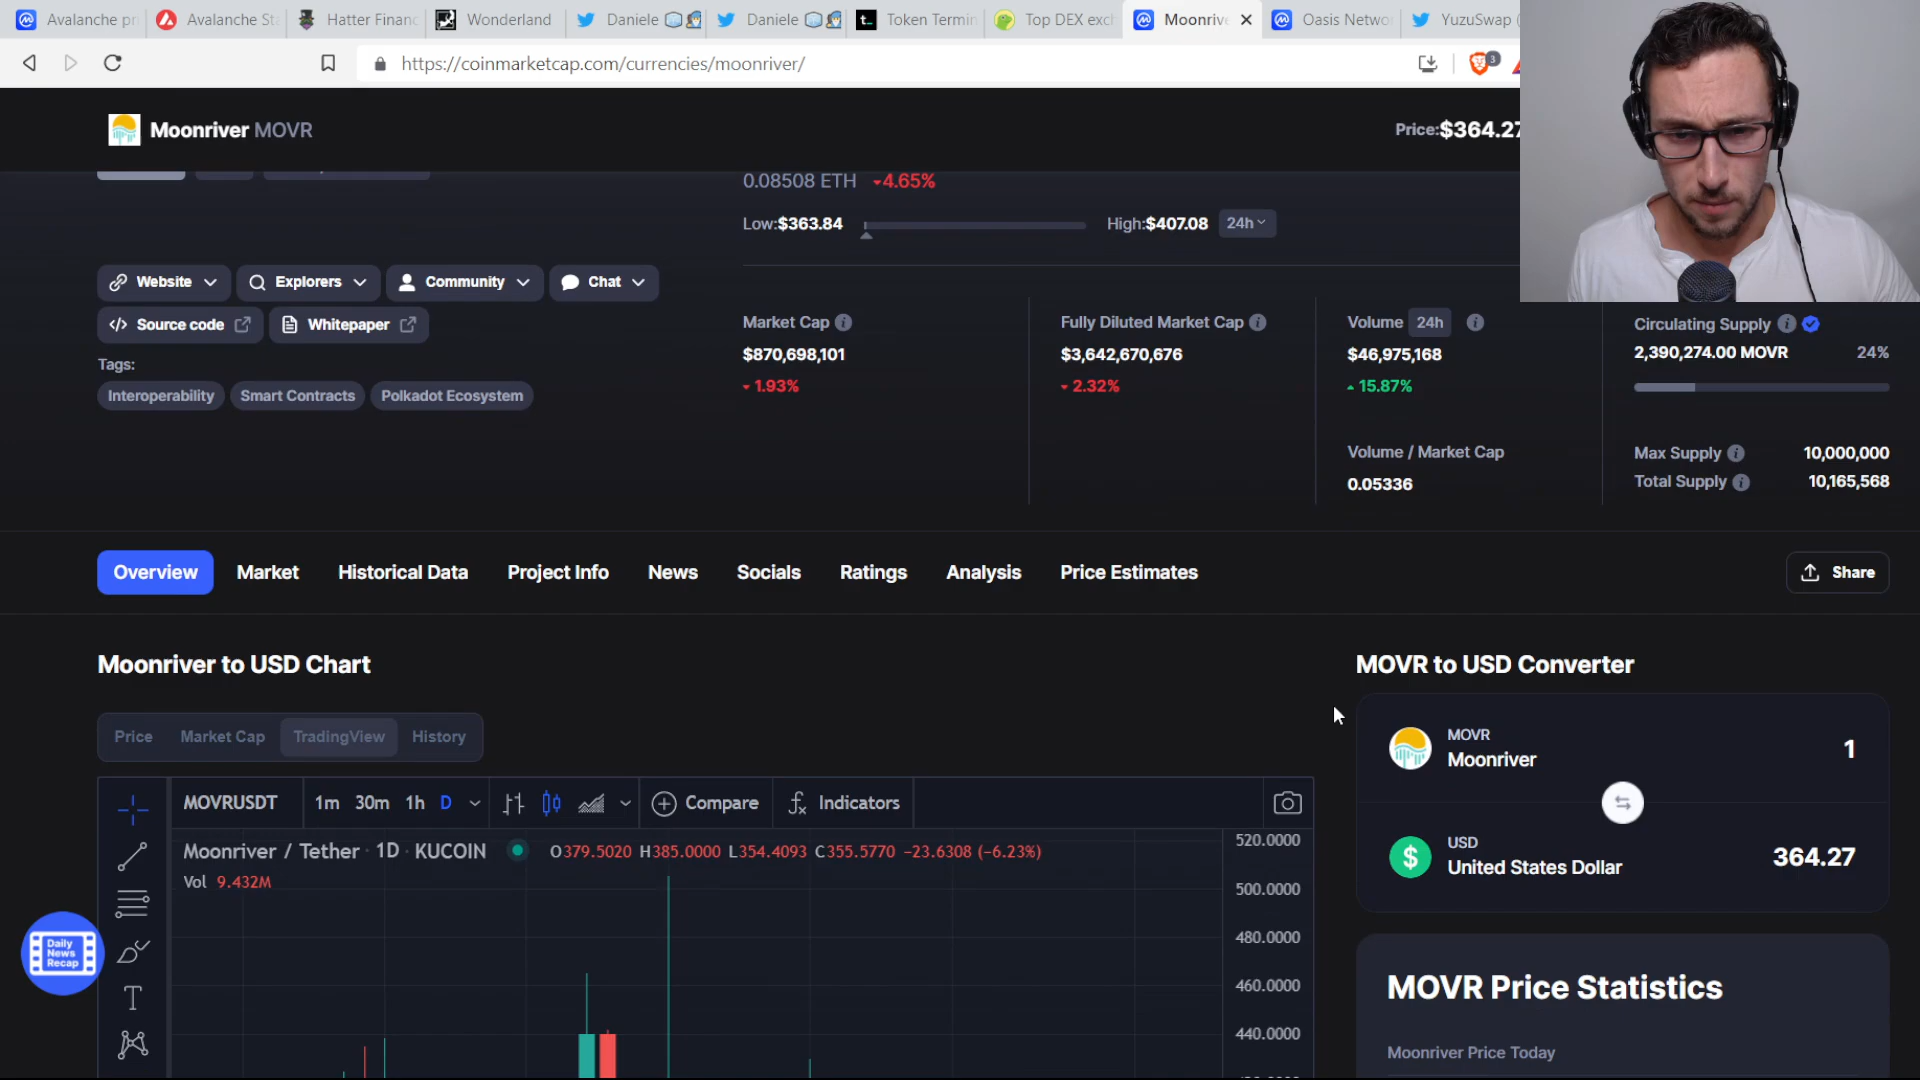 Avalanche pri
Avalanche Sta
Hatter Financ
Wonderland
Daniele
Daniele
Token Termin
Top DEX exch
Moonrive
Oasis Networ
YuzuSwap (
https://coinmarketcap.com/currencies/moonriver/
3
Moonriver MOVR
Price:$364.27
0.08508 ETH 4.65%
Low:$363.84
High:$407.08
24h
Website
Explorers
Community
Chat
Source code
Whitepaper
Tags:
Interoperability
Smart Contracts
Polkadot Ecosystem
Market Cap
$870,698,101
1.93%
Fully Diluted Market Cap
$3,642,670,676
2.32%
Volume 24h
$46,975,168
15.87%
Volume / Market Cap
0.05336
Circulating Supply
2,390,274.00 MOVR 24%
Max Supply 10,000,000
Total Supply 10,165,568
Overview
Market
Historical Data
Project Info
News
Socials
Ratings
Analysis
Price Estimates
Share
Moonriver to USD Chart
Price
Market Cap
TradingView
History
MOVRUSDT
1m 30m 1h D
Compare
Indicators
Moonriver / Tether · 1D · KUCOIN
O379.5020 H385.0000 L354.4093 C355.5770 −23.6308 (−6.23%)
Vol 9.432M
520.0000
500.0000
480.0000
460.0000
440.0000
Daily
News
Recap
MOVR to USD Converter
MOVR
Moonriver
1
USD
United States Dollar
364.27
MOVR Price Statistics
Moonriver Price Today